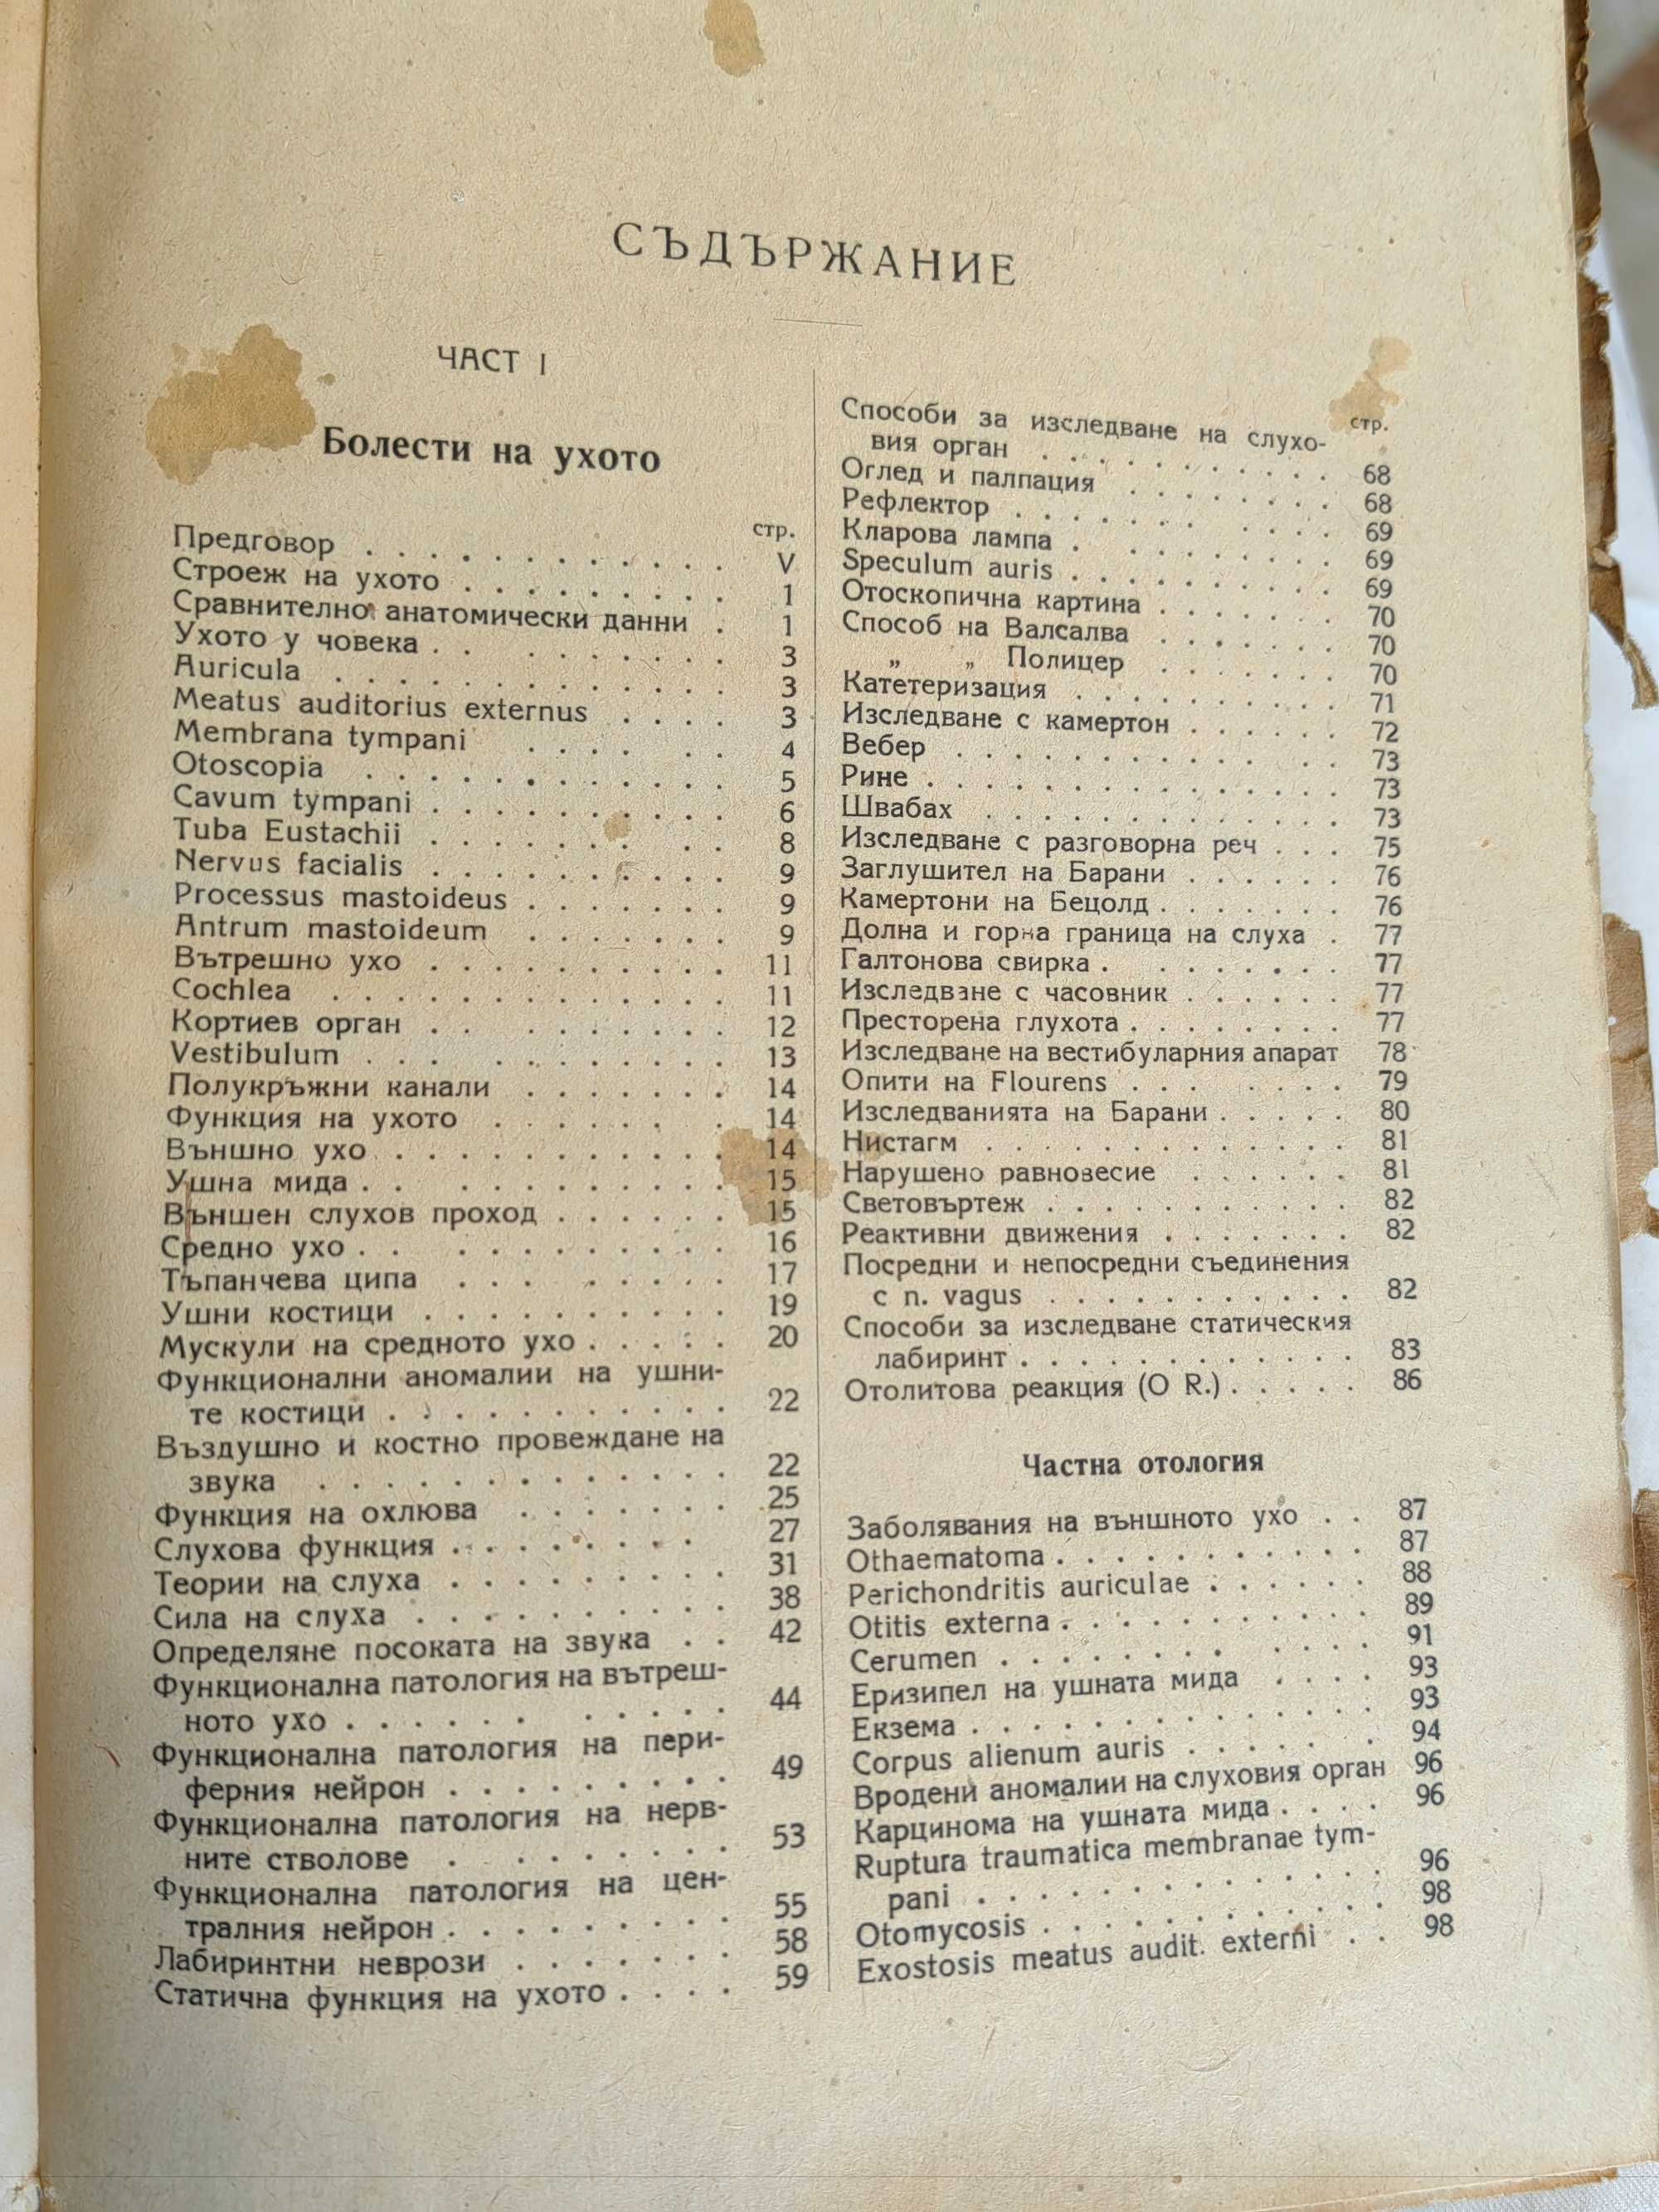 СЪДЪРЖАНИЕ
ЧАСТ I
Болести на ухото
стр.
Предговор . . . . . . . . . . . V
Строеж на ухото . . . . . . . . . 1
Сравнително анатомически данни . 1
Ухото у човека . . . . . . . . . 3
Auricula . . . . . . . . . . . . 3
Meatus auditorius externus . . . . 3
Membrana tympani . . . . . . 4
Otoscopia . . . . . . . . . . . 5
Cavum tympani . . . . . . . . . 6
Tuba Eustachii . . . . . . . . . 8
Nervus facialis . . . . . . . . . 9
Processus mastoideus . . . . . . . 9
Antrum mastoideum . . . . . . . 9
Вътрешно ухо . . . . . . . . . . 11
Cochlea . . . . . . . . . . . . 11
Кортиев орган . . . . . . . . . 12
Vestibulum . . . . . . . . . . 13
Полукръжни канали . . . . . . . 14
Функция на ухото . . . . . . . 14
Външно ухо . . . . . . . . . . . 14
Ушна мида . . . . . . . . . . . 15
Външен слухов проход . . . . . . 15
Средно ухо . . . . . . . . . . . 16
Тъпанчева ципа . . . . . . . . 17
Ушни костици . . . . . . . . . . 19
Мускули на средното ухо . . . . . 20
Функционални аномалии на ушни-
те костици . . . . . . . . . . . 22
Въздушно и костно провеждане на
звука . . . . . . . . . . . . . 22
Функция на охлюва . . . . . . . 25
Слухова функция . . . . . . . . 27
Теории на слуха . . . . . . . . . 31
Сила на слуха . . . . . . . . . . 38
Определяне посоката на звука . . 42
Функционална патология на вътреш-
ното ухо . . . . . . . . . . . 44
Функционална патология на пери-
ферния нейрон . . . . . . . . . 49
Функционална патология на нерв-
ните стволове . . . . . . . . 53
Функционална патология на цен-
тралния нейрон . . . . . . . . . 55
Лабиринтни неврози . . . . . . . 58
Статична функция на ухото . . . . 59
стр.
Способи за изследване на слухо-
вия орган . . . . . . . . . . 68
Оглед и палпация . . . . . . . . 68
Рефлектор . . . . . . . . . . . 69
Кларова лампа . . . . . . . . . 69
Speculum auris . . . . . . . . . . 69
Отоскопична картина . . . . . . . 70
Способ на Валсалва . . . . . . . 70
„ „ Полицер . . . . . . . 70
Катетеризация . . . . . . . . . . 71
Изследване с камертон . . . . . . 72
Вебер . . . . . . . . . . . . 73
Рине . . . . . . . . . . . . . . 73
Швабах . . . . . . . . . . . . . 73
Изследване с разговорна реч . . . 75
Заглушител на Барани . . . . . . 76
Камертони на Бецолд . . . . . . . 76
Долна и горна граница на слуха . 77
Галтонова свирка . . . . . . . . 77
Изследване с часовник . . . . . . 77
Престорена глухота . . . . . . . . 77
Изследване на вестибуларния апарат 78
Опити на Flourens . . . . . . . 79
Изследванията на Барани . . . . . 80
Нистагм . . . . . . . . . . . . . 81
Нарушено равновесие . . . . . . 81
Световъртеж . . . . . . . . . . . 82
Реактивни движения . . . . . . . 82
Посредни и непосредни съединения
с n. vagus . . . . . . . . . . . 82
Способи за изследване статическия
лабиринт . . . . . . . . . . . . 83
Отолитова реакция (O R.) . . . . . 86
Частна отология
Заболявания на външното ухо . . 87
Othaematoma . . . . . . . . . . . 87
Perichondritis auriculae . . . . . . 88
Otitis externa . . . . . . . . . . . 89
Cerumen . . . . . . . . . . . . 91
Еризипел на ушната мида . . . . 93
Екзема . . . . . . . . . . . . . . 93
Corpus alienum auris . . . . . . . 94
Вродени аномалии на слуховия орган 96
Карцинома на ушната мида . . . . 96
Ruptura traumatica membranae tym-
pani . . . . . . . . . . . . . . 96
Otomycosis . . . . . . . . . . . . 98
Exostosis meatus audit. externi . . 98